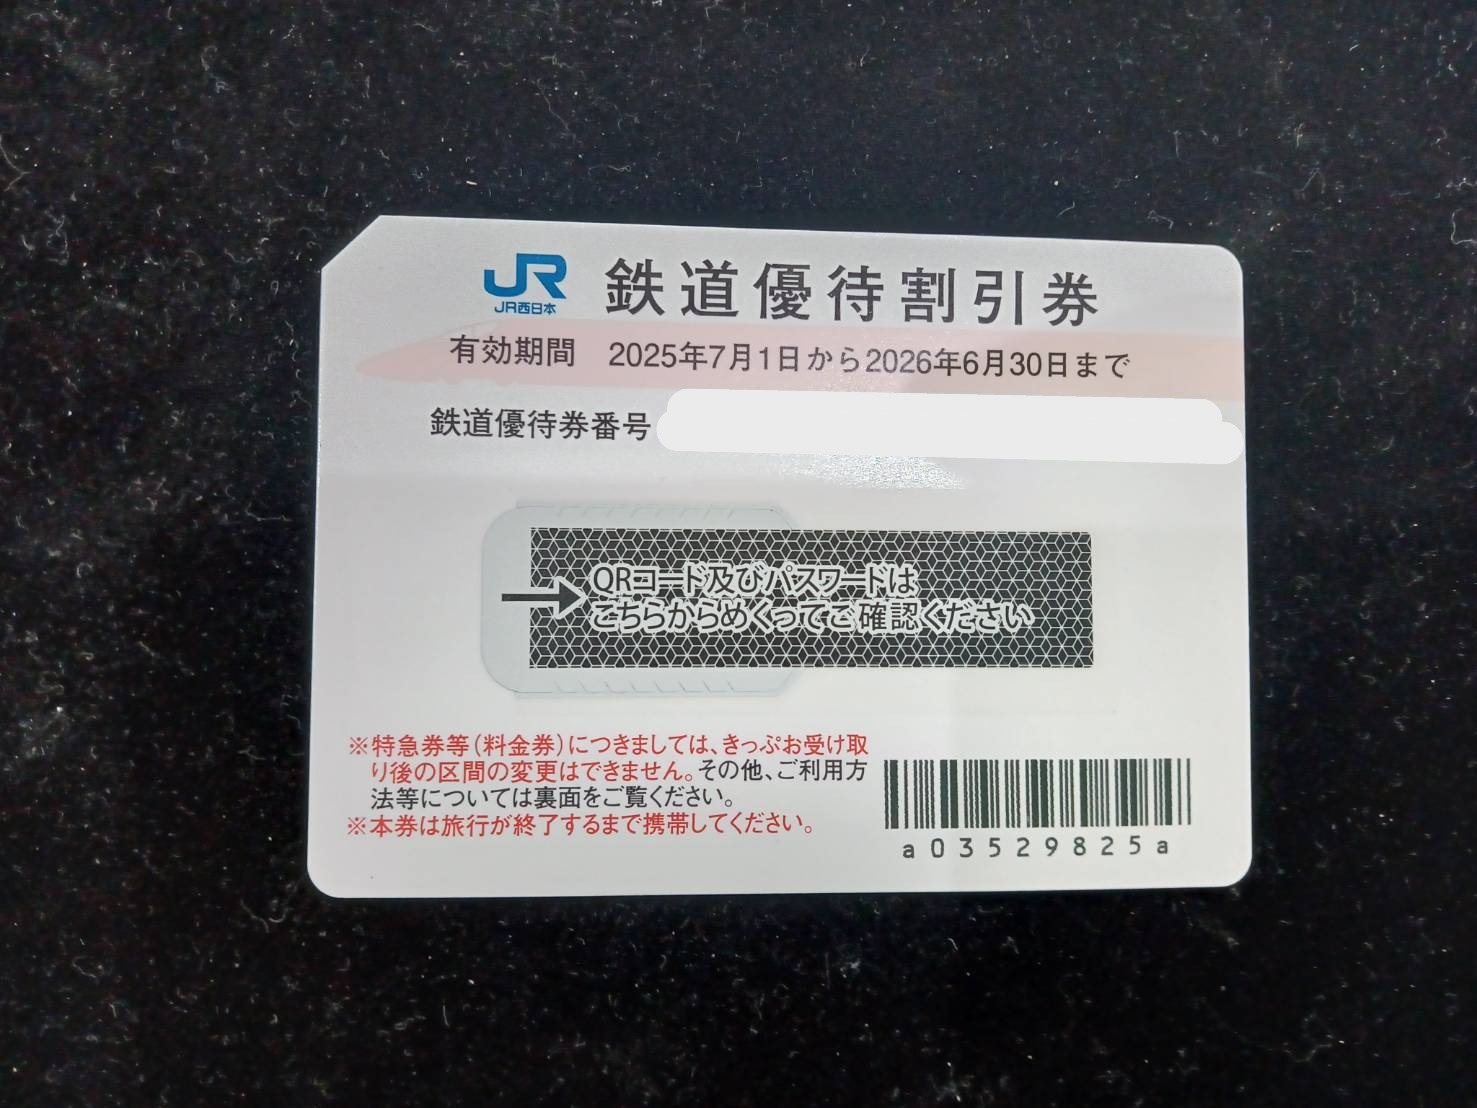 JR
JR西日本
鉄道優待割引券
有効期間 2025年7月1日から2026年6月30日まで
鉄道優待券番号
QRコード及びパスワードは
こちらからめくってご確認ください
※特急券等(料金券)につきましては、きっぷお受け取
り後の区間の変更はできません。その他、ご利用方
法等については裏面をご覧ください。
※本券は旅行が終了するまで携帯してください。
a03529825a